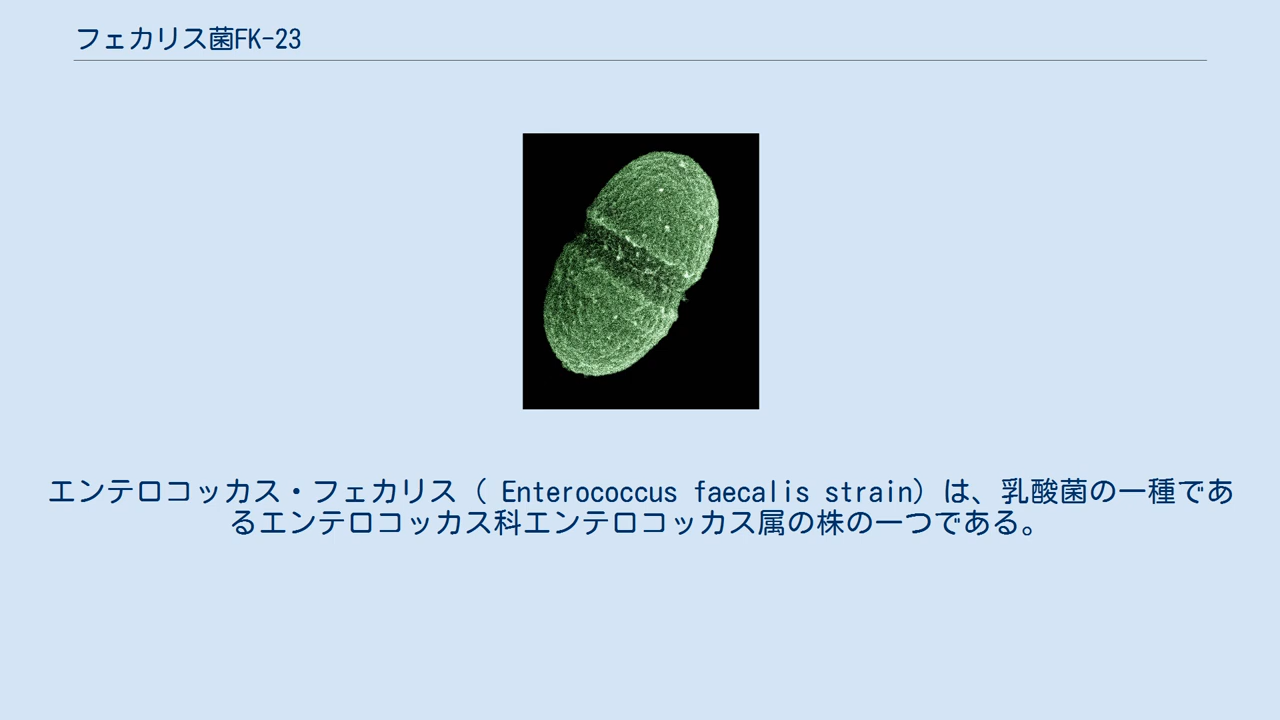 フェカリス菌FK-23
エンテロコッカス・フェカリス（ Enterococcus faecalis strain）は、乳酸菌の一種であ
るエンテロコッカス科エンテロコッカス属の株の一つである。